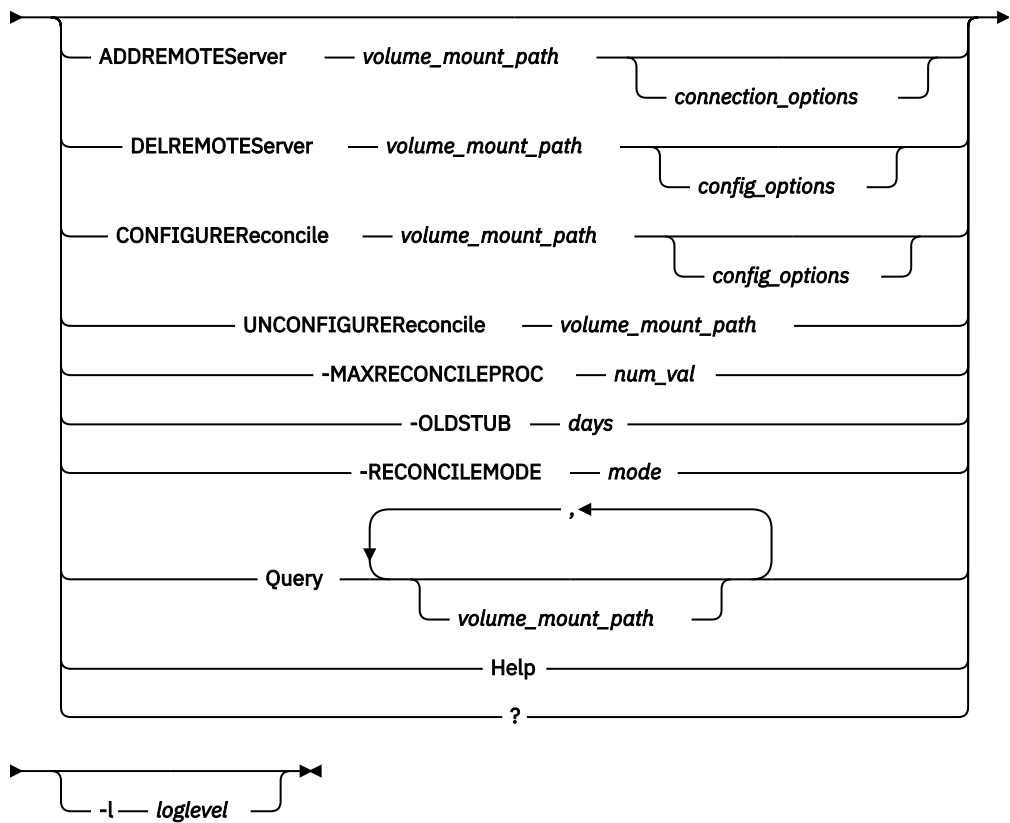 ADDREMOTEServer volume_mount_path
connection_options
DELREMOTEServer volume_mount_path
config_options
CONFIGUREReconcile volume_mount_path
config_options
UNCONFIGUREReconcile volume_mount_path
-MAXRECONCILEPROC num_val
-OLDSTUB days
-RECONCILEMODE mode
,
Query
volume_mount_path
Help
?
-l loglevel